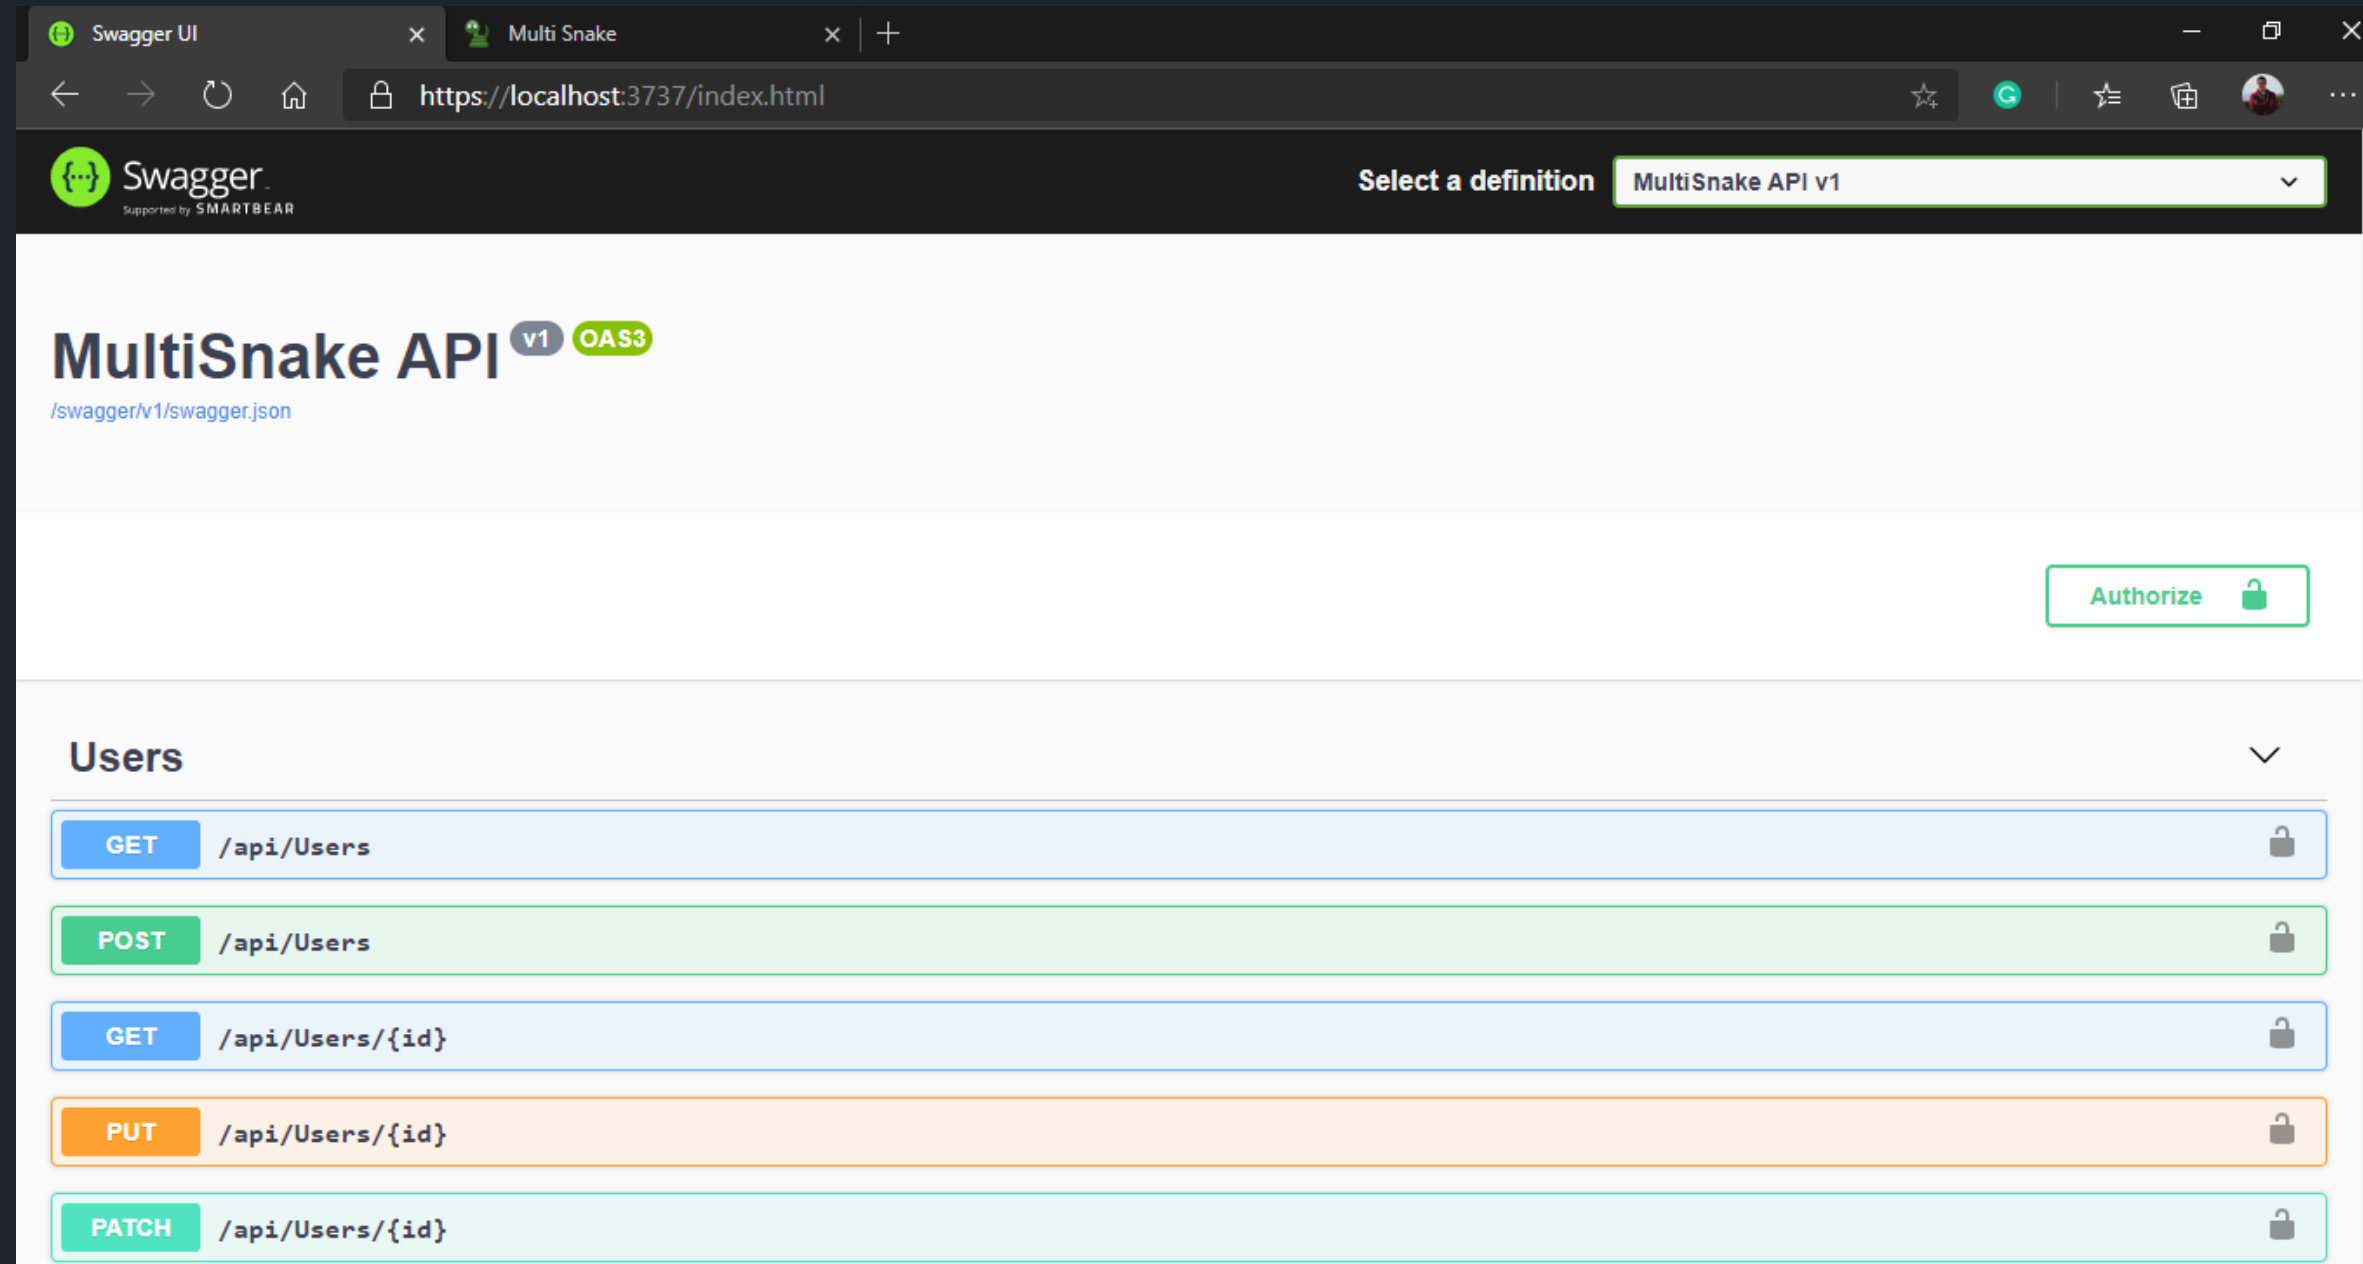 Swagger UI
Multi Snake
https://localhost:3737/index.html
Swagger
Supported by SMARTBEAR
Select a definition
MultiSnake API v1
MultiSnake API v1 OAS3
/swagger/v1/swagger.json
Authorize
Users
GET /api/Users
POST /api/Users
GET /api/Users/{id}
PUT /api/Users/{id}
PATCH /api/Users/{id}